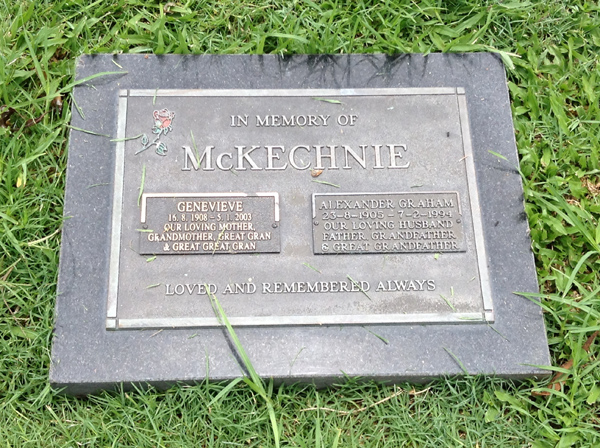 IN MEMORY OF
McKECHNIE
GENEVIEVE
16. 8. 1908 - 5. 1. 2003
OUR LOVING MOTHER,
GRANDMOTHER, GREAT GRAN
& GREAT GREAT GRAN
ALEXANDER GRAHAM
23-8-1905 - 7-2-1994
OUR LOVING HUSBAND
FATHER, GRANDFATHER
& GREAT GRANDFATHER
LOVED AND REMEMBERED ALWAYS